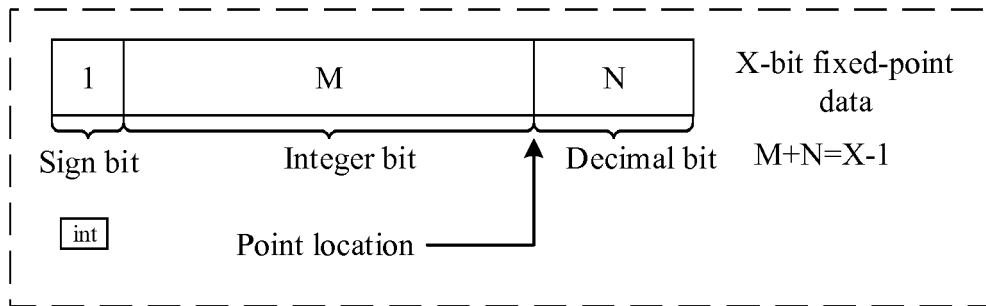 1
M
N
X-bit fixed-point
data
Sign bit
Integer bit
Decimal bit
M+N=X-1
int
Point location